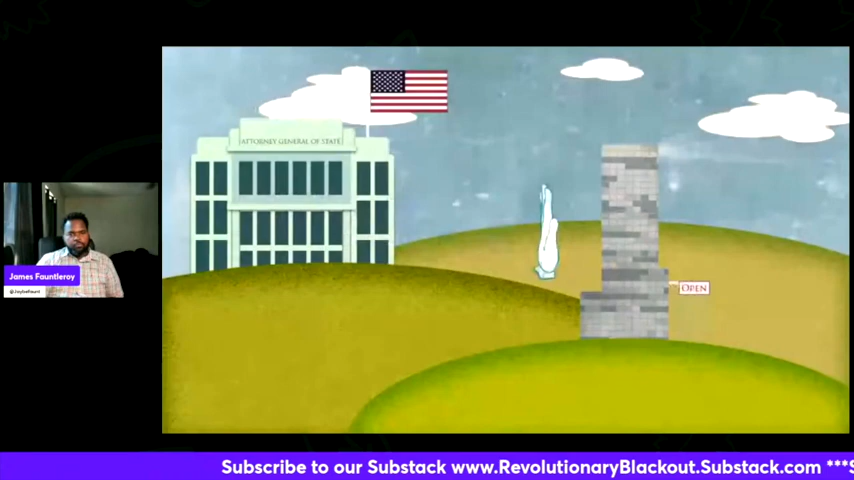 ATTORNEY GENERAL OF STATE
OPEN
James Fauntleroy
Subscribe to our Substack www.RevolutionaryBlackout.Substack.com ***S